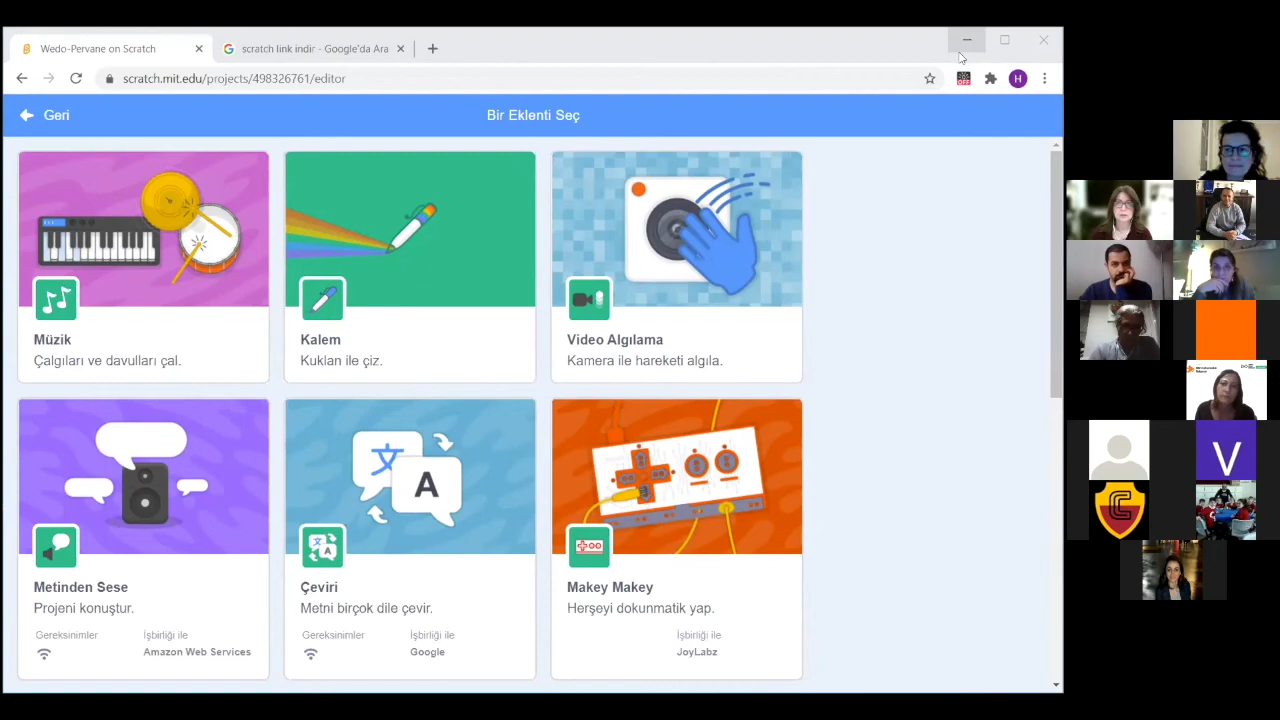 Wedo-Pervane on Scratch
scratch link indir - Google'da Ara
scratch.mit.edu/projects/498326761/editor
OFF
H
Geri
Bir Eklenti Seç
Müzik
Çalgıları ve davulları çal.
Kalem
Kuklan ile çiz.
Video Algılama
Kamera ile hareketi algıla.
文
A
A
Metinden Sese
Projeni konuştur.
Gereksinimler
İşbirliği ile
Amazon Web Services
Çeviri
Metni birçok dile çevir.
Gereksinimler
İşbirliği ile
Google
Makey Makey
Herşeyi dokunmatik yap.
İşbirliği ile
JoyLabz
V
C